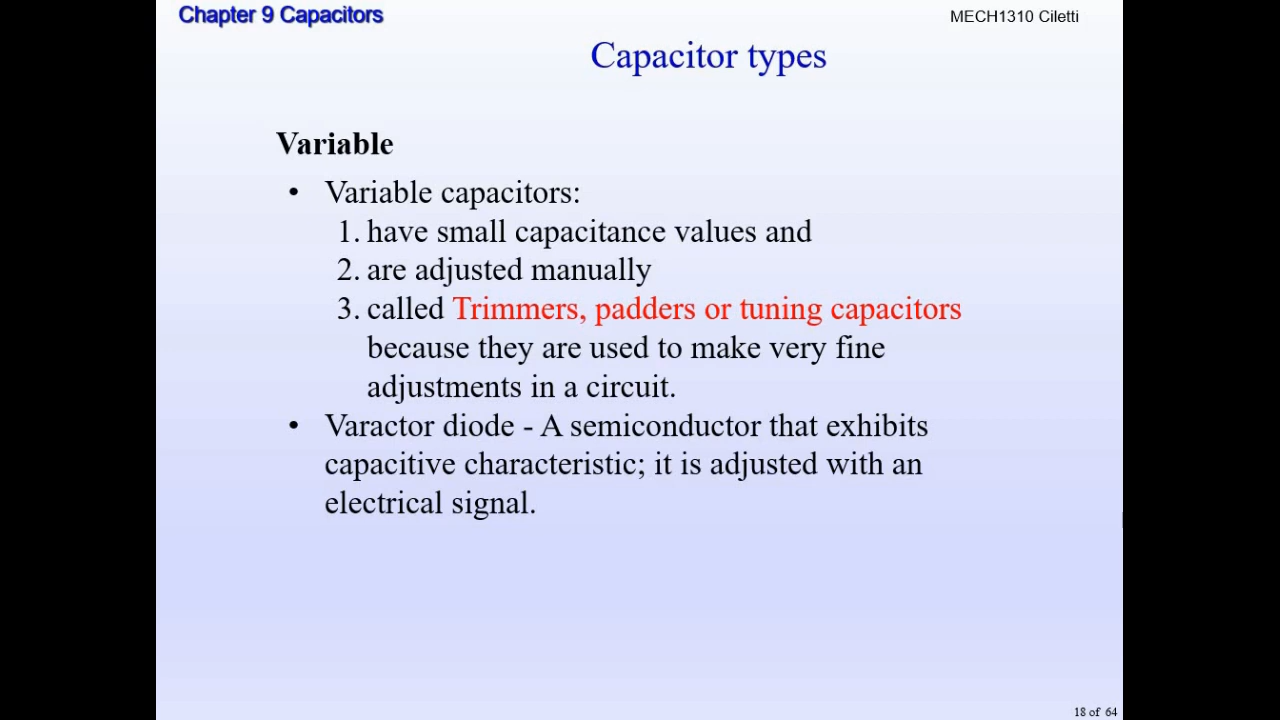 Chapter 9 Capacitors
MECH1310 Ciletti
Capacitor types
Variable
• Variable capacitors:
1. have small capacitance values and
2. are adjusted manually
3. called Trimmers, padders or tuning capacitors
because they are used to make very fine
adjustments in a circuit.
• Varactor diode - A semiconductor that exhibits
capacitive characteristic; it is adjusted with an
electrical signal.
18 of 64